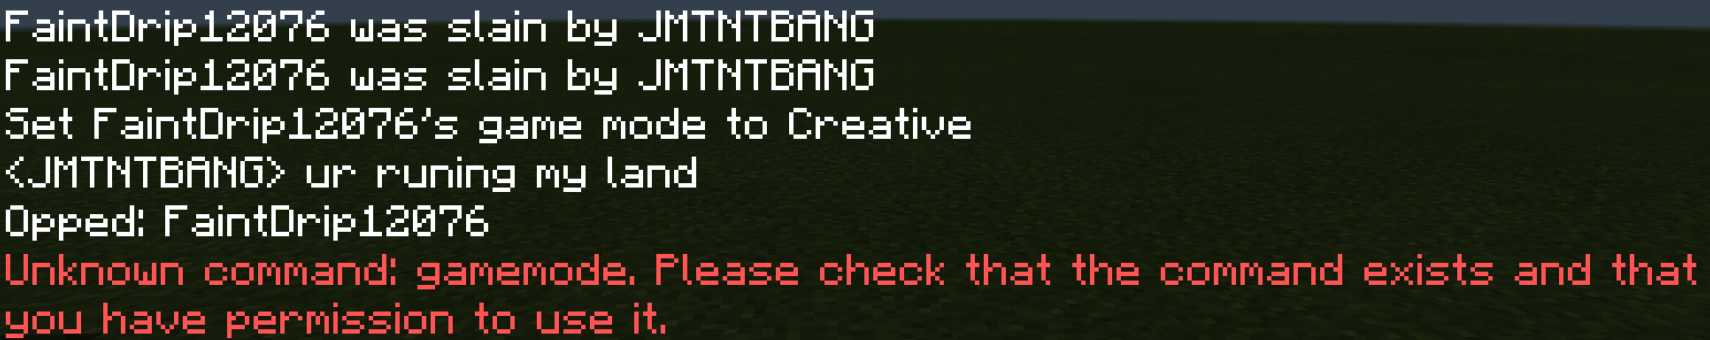 FaintDrip12076 was slain by JMTNTBANG
FaintDrip12076 was slain by JMTNTBANG
Set FaintDrip12076's game mode to Creative
<JMTNTBANG> ur runing my land
Opped: FaintDrip12076
Unknown command: gamemode. Please check that the command exists and that
you have permission to use it.